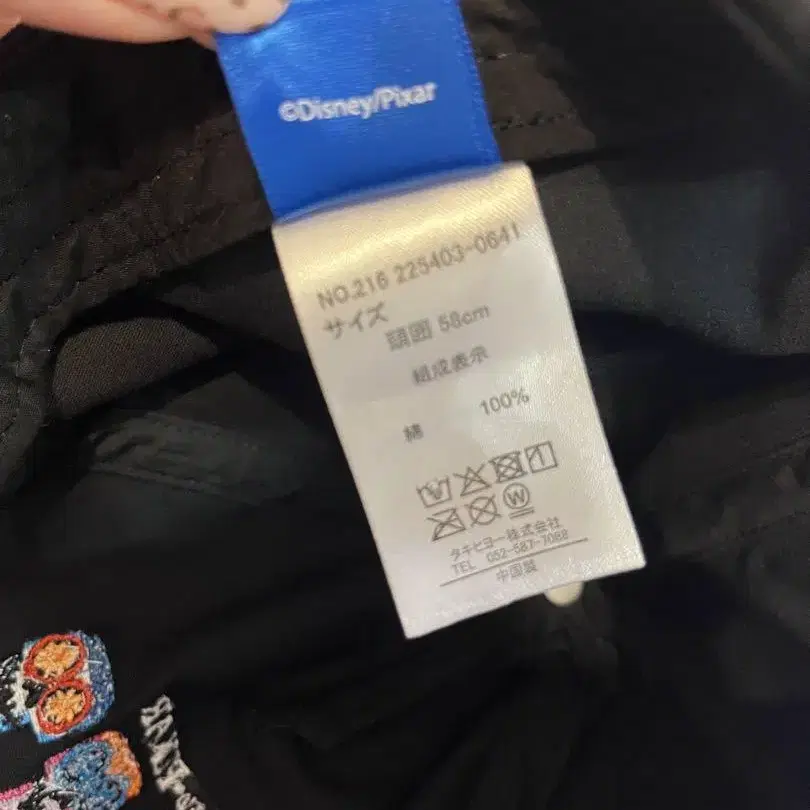 ©Disney/Pixar
NO.216 225403-0641
サイズ
頭囲 58cm
組成表示
綿 100%
W
タキヒヨー株式会社
TEL 052-587-7088
中国製